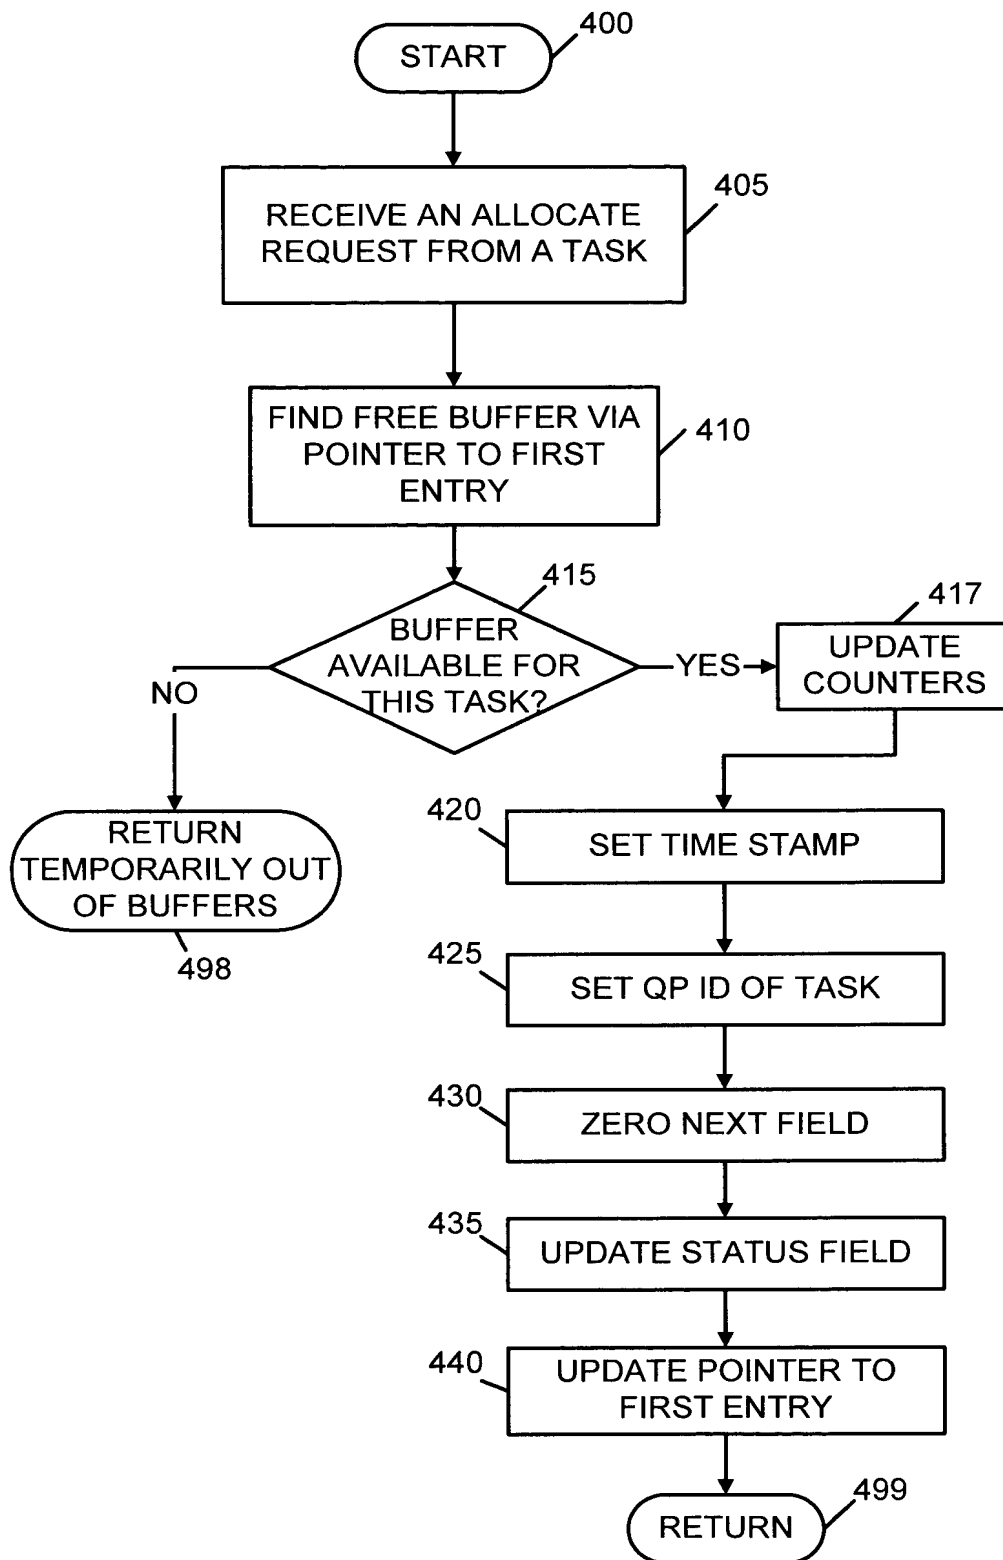 400
START
405
RECEIVE AN ALLOCATE
REQUEST FROM A TASK
FIND FREE BUFFER VIA
POINTER TO FIRST
ENTRY
410
415
BUFFER
AVAILABLE FOR
THIS TASK?
NO
YES
417
UPDATE
COUNTERS
RETURN
TEMPORARILY OUT
OF BUFFERS
498
420
SET TIME STAMP
425
SET QP ID OF TASK
430
ZERO NEXT FIELD
435
UPDATE STATUS FIELD
440
UPDATE POINTER TO
FIRST ENTRY
499
RETURN